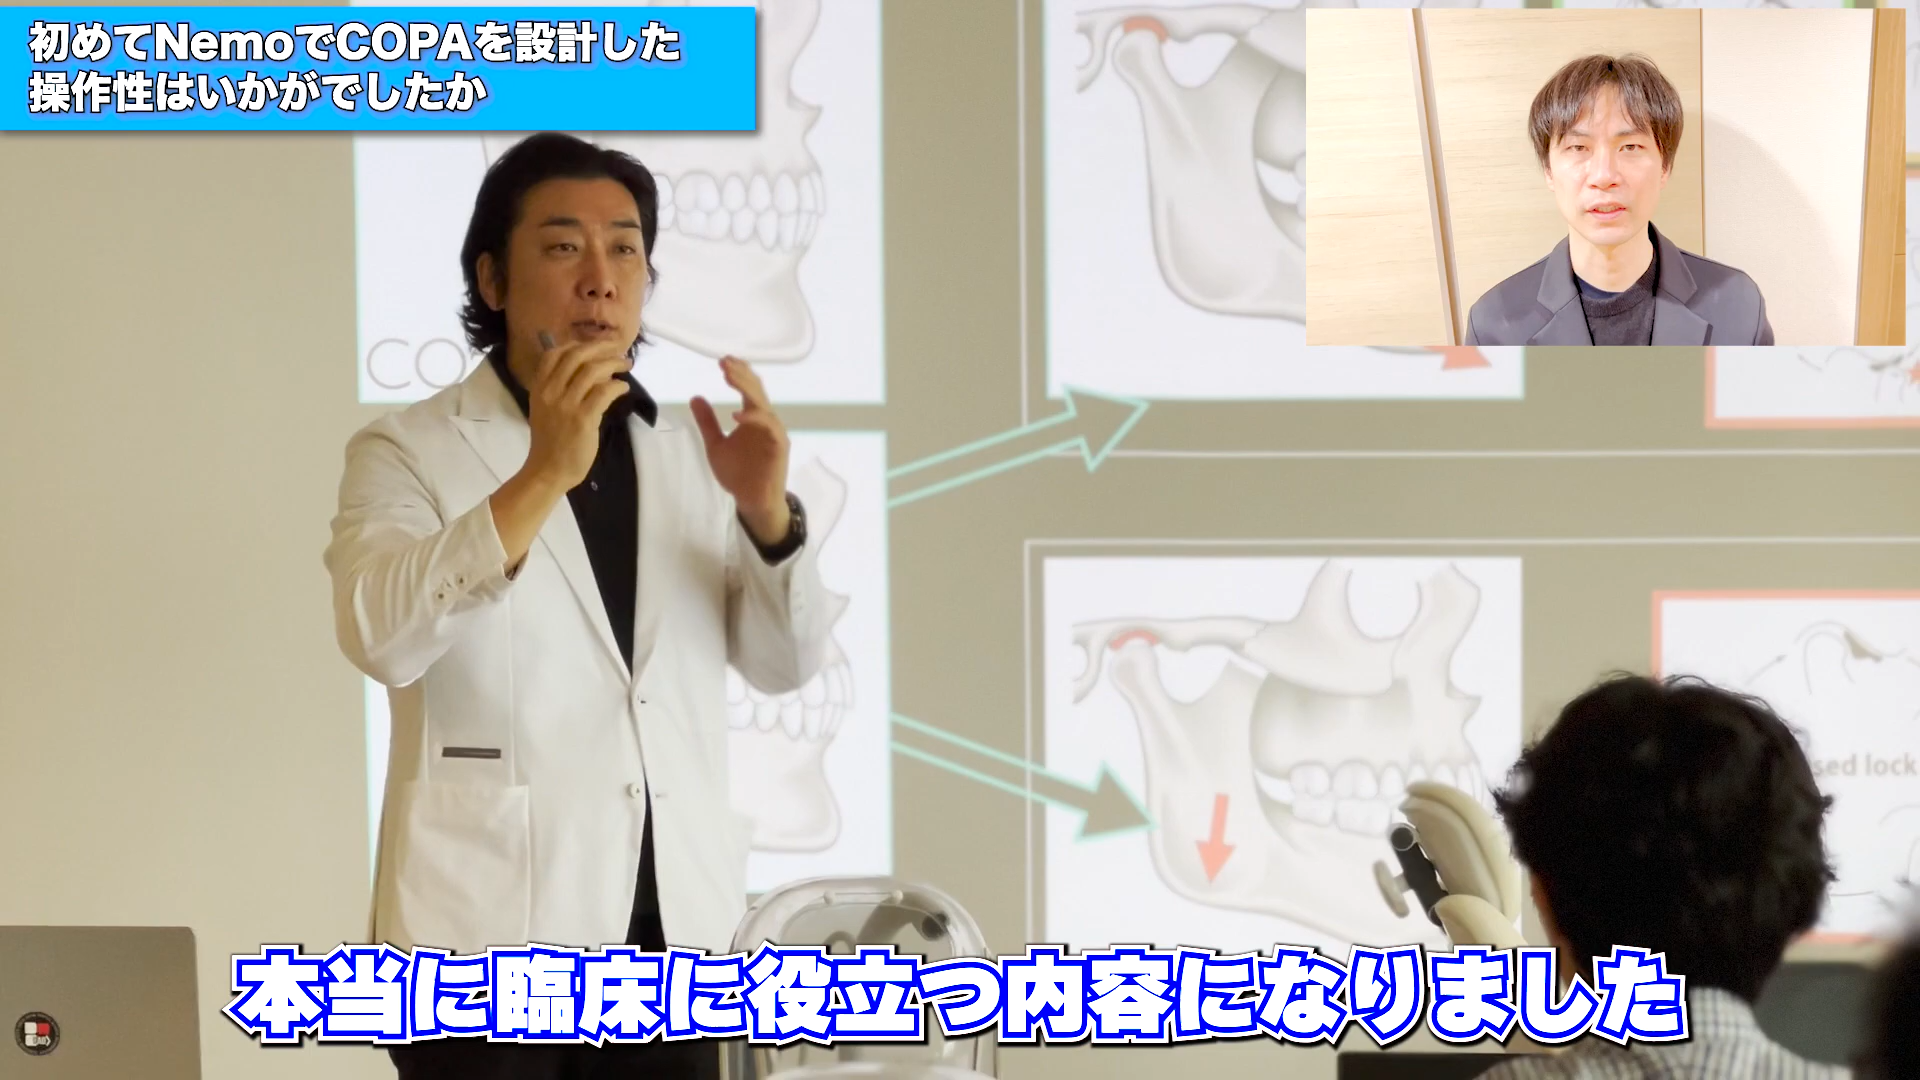 初めてNemoでCOPAを設計した
操作性はいかがでしたか
CO
sed lock
本当に臨床に役立つ内容になりました